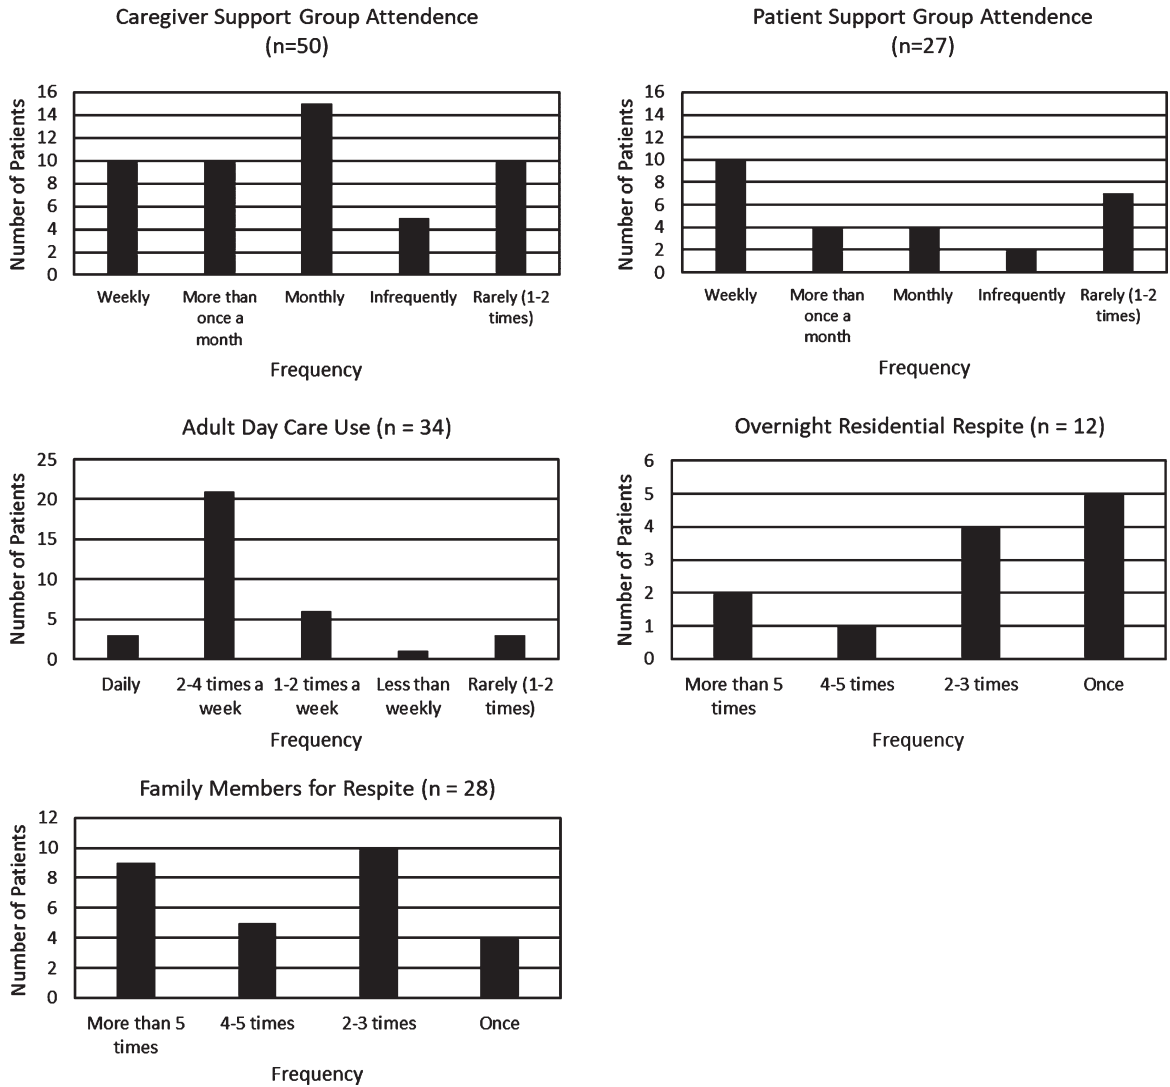 Caregiver Support Group Attendence
(n=50)
Number of Patients
16
14
12
10
8
6
4
2
0
Weekly
More than
once a
month
Monthly
Infrequently
Rarely (1-2
times)
Frequency
Patient Support Group Attendence
(n=27)
Number of Patients
16
14
12
10
8
6
4
2
0
Weekly
More than
once a
month
Monthly
Infrequently
Rarely (1-2
times)
Frequency
Adult Day Care Use (n = 34)
Number of Patients
25
20
15
10
5
0
Daily
2-4 times a
week
1-2 times a
week
Less than
weekly
Rarely (1-2
times)
Frequency
Overnight Residential Respite (n = 12)
Number of Patients
6
5
4
3
2
1
0
More than 5
times
4-5 times
2-3 times
Once
Frequency
Family Members for Respite (n = 28)
Number of Patients
12
10
8
6
4
2
0
More than 5
times
4-5 times
2-3 times
Once
Frequency